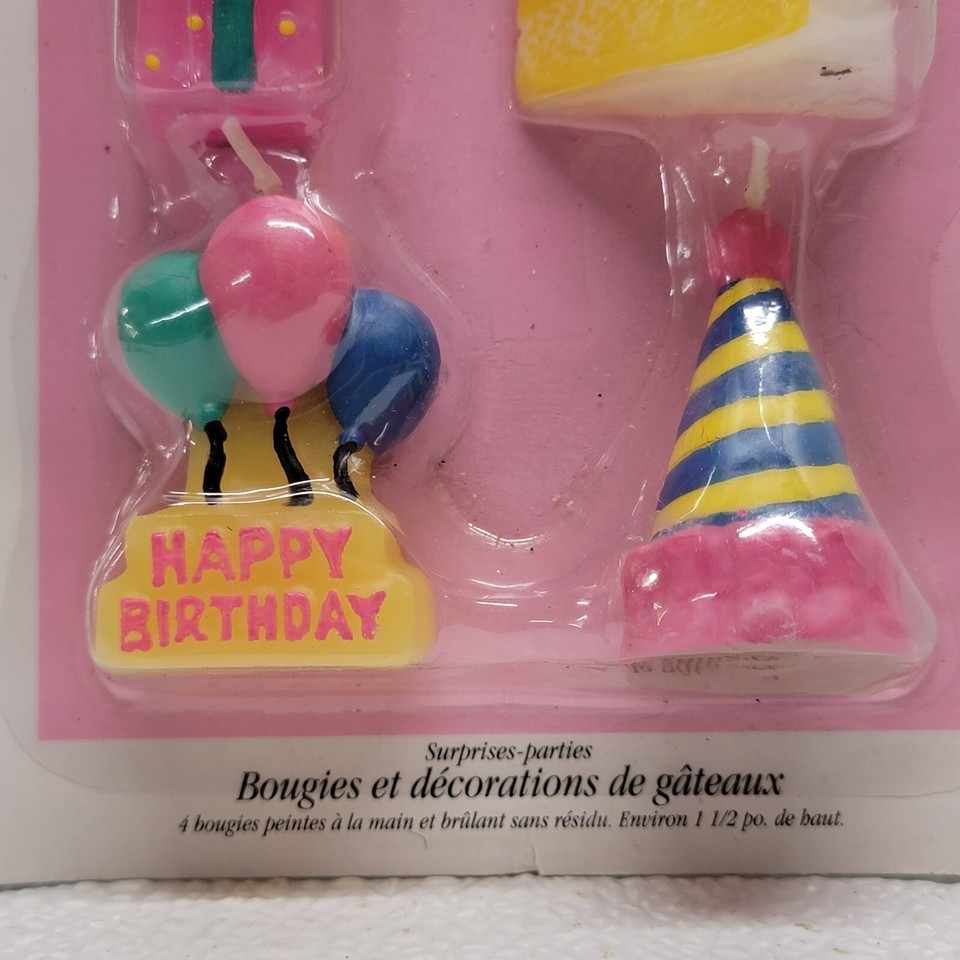 HAPPY
BIRTHDAY
Surprises-parties
Bougies et décorations de gâteaux
4 bougies peintes à la main et brûlant sans résidu. Environ 1 1/2 po. de haut.